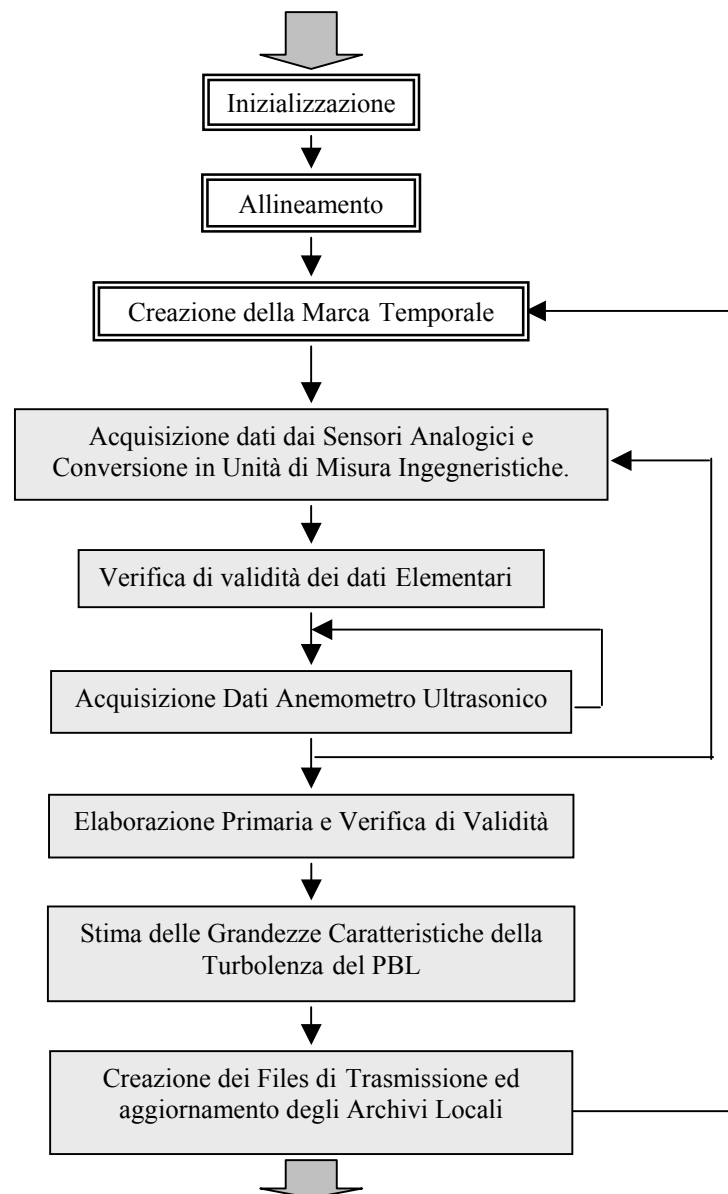 Inizializzazione
Allineamento
Creazione della Marca Temporale
Acquisizione dati dai Sensori Analogici e
Conversione in Unità di Misura Ingegneristiche.
Verifica di validità dei dati Elementari
Acquisizione Dati Anemometro Ultrasonico
Elaborazione Primaria e Verifica di Validità
Stima delle Grandezze Caratteristiche della
Turbolenza del PBL
Creazione dei Files di Trasmissione ed
aggiornamento degli Archivi Locali